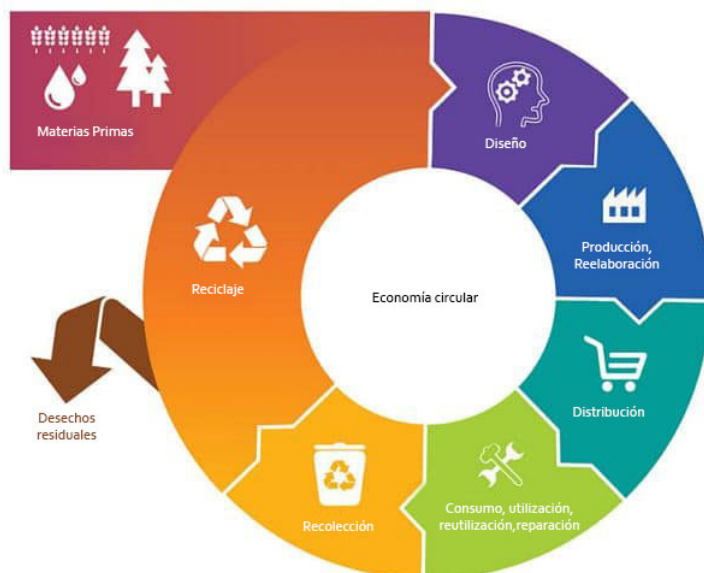 Materias Primas
Diseño
Producción,
Reelaboración
Distribución
Consumo, utilización,
reutilización,reparación
Recolección
Reciclaje
Desechos
residuales
Economía circular